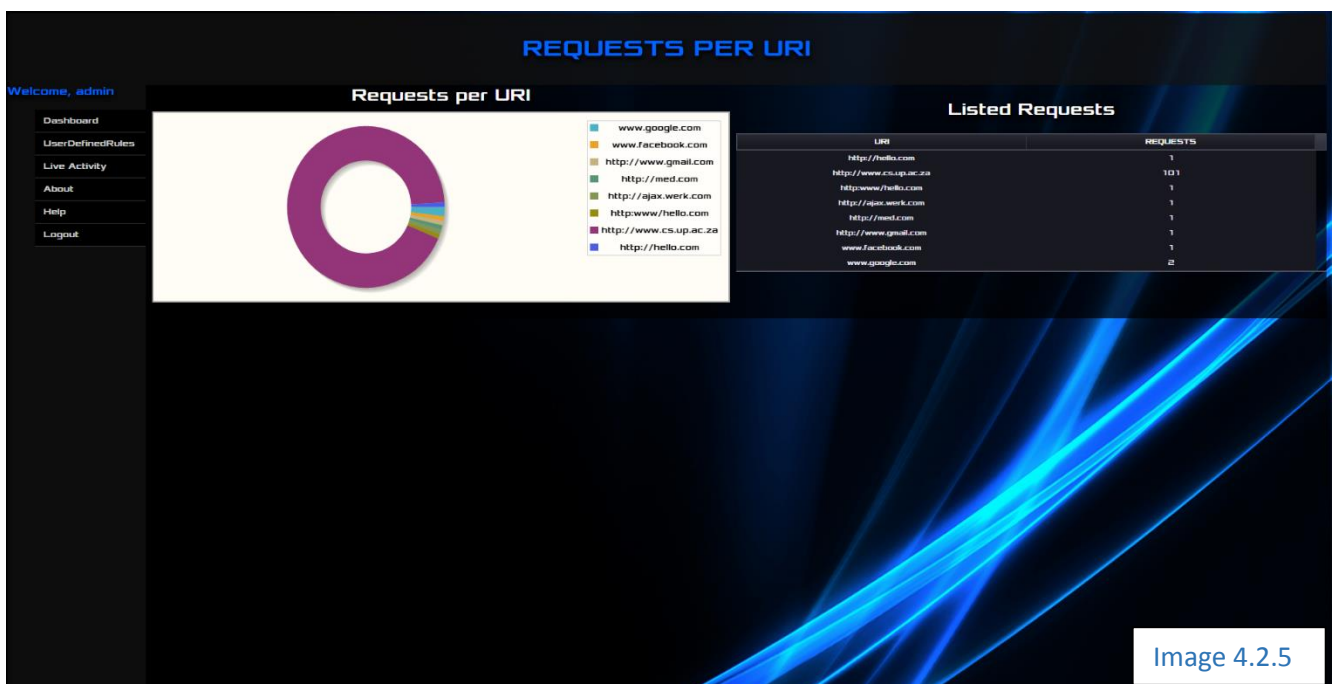 REQUESTS PER URI
Welcome, admin
Dashboard
UserDefinedRules
Live Activity
About
Help
Logout
Requests per URI
www.google.com
www.facebook.com
http://www.gmail.com
http://med.com
http://ajax.werk.com
http:www/hello.com
http://www.cs.up.ac.za
http://hello.com
Listed Requests
URI REQUESTS
http://hello.com 1
http://www.cs.up.ac.za 101
http:www/hello.com 1
http://ajax.werk.com 1
http://med.com 1
http://www.gmail.com 1
www.facebook.com 1
www.google.com 2
Image 4.2.5